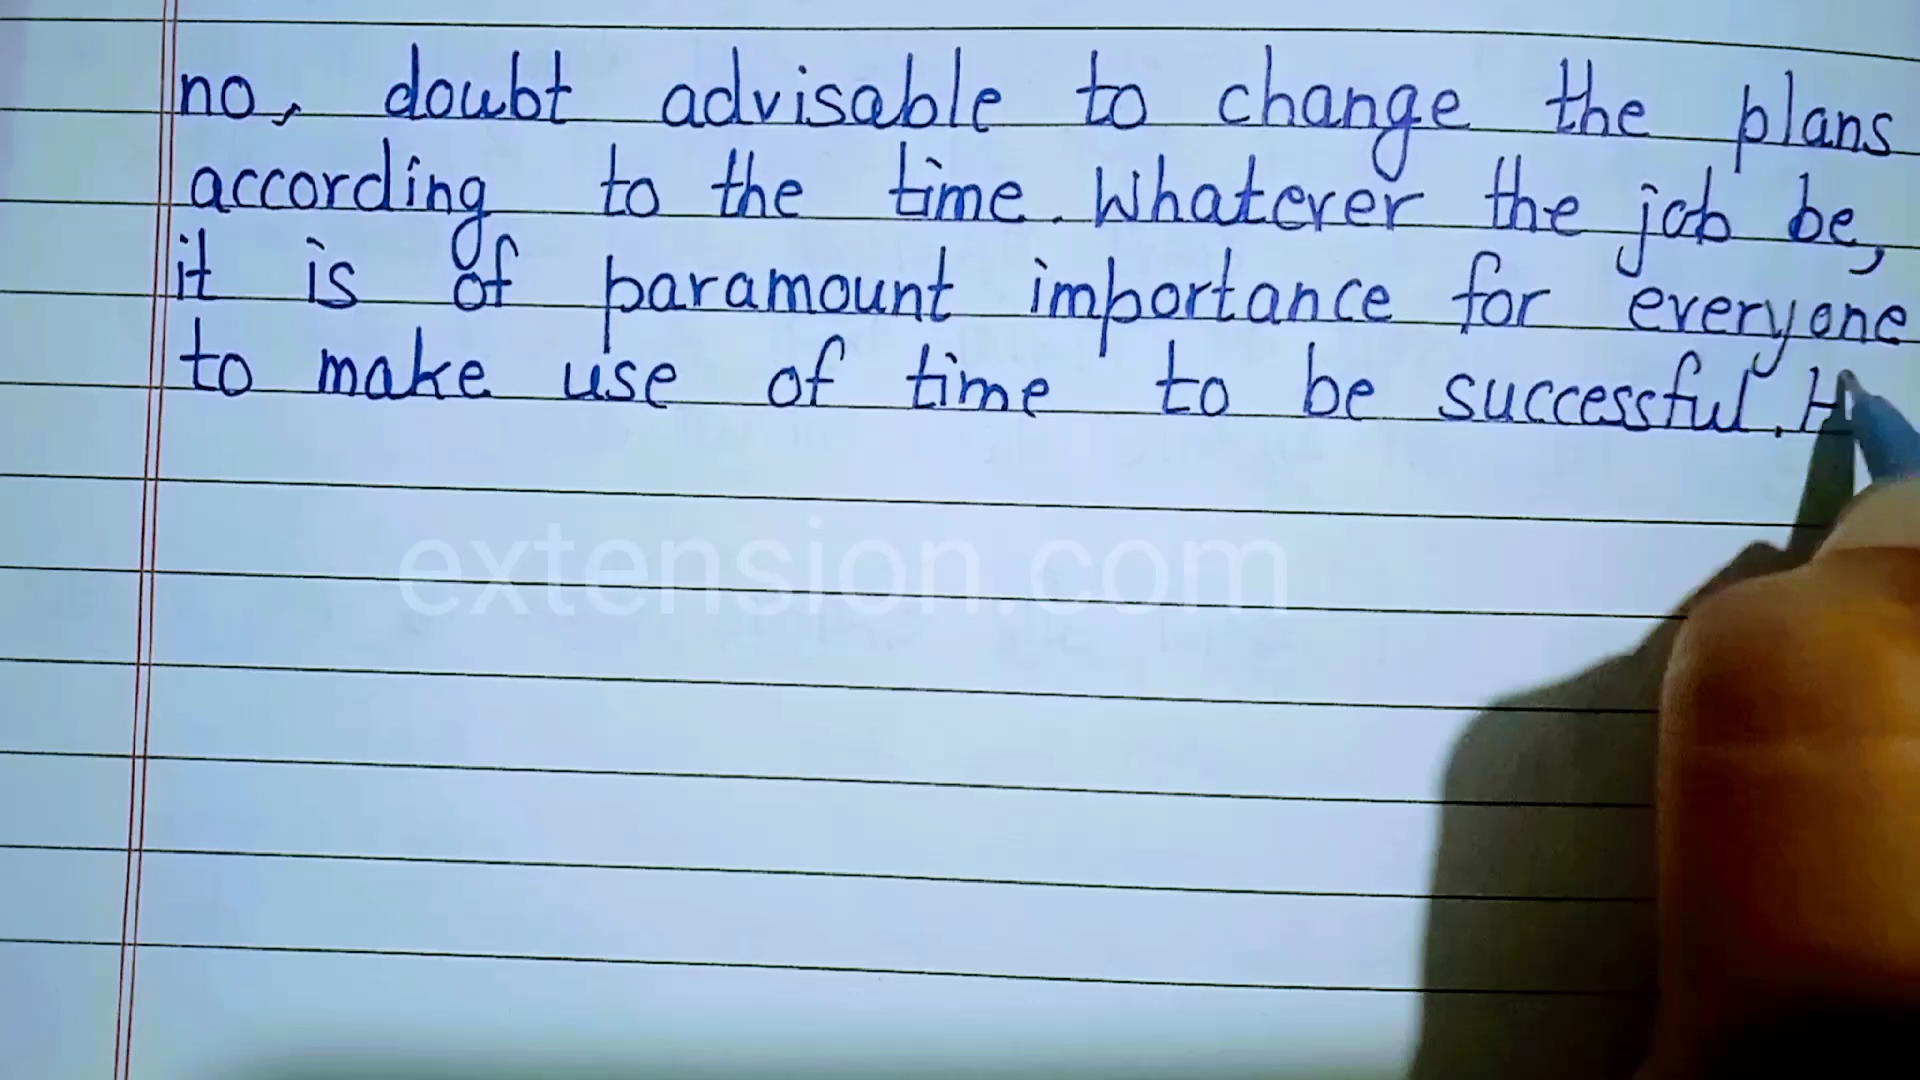 no, doubt advisable to change the plans
according to the time. Whatever the job be,
it is of paramount importance for everyone
to make use of time to be successful. H
extension.com